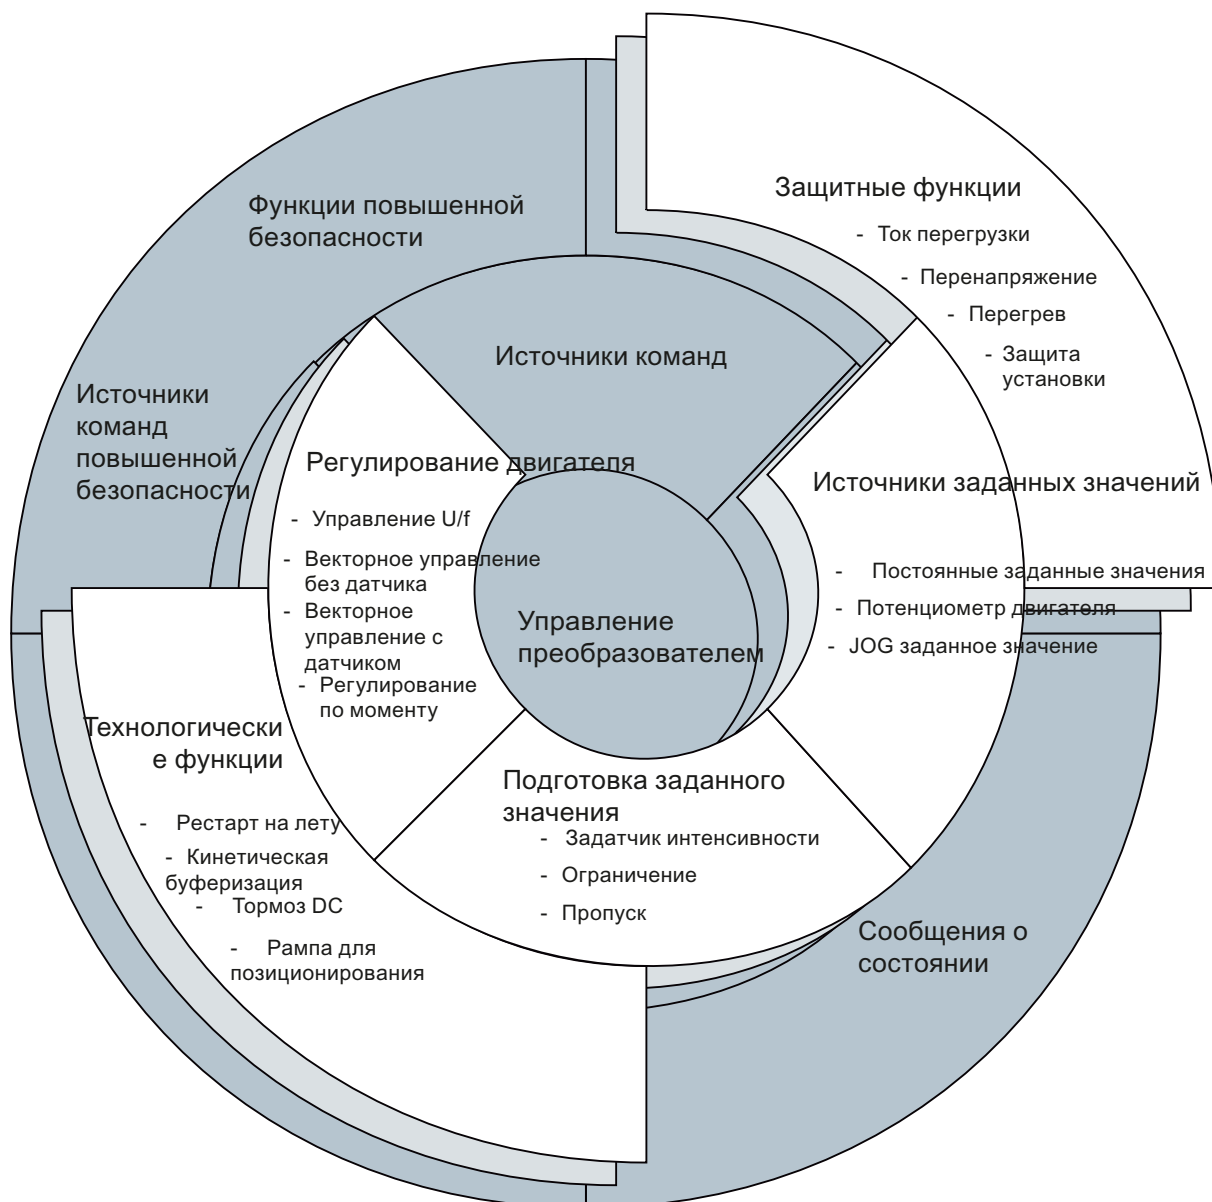 Функции повышенной
безопасности
Защитные функции
- Ток перегрузки
- Перенапряжение
- Перегрев
- Защита
установки
Источники команд
Источники
команд
повышенной
безопасности
Регулирование двигателя
- Управление U/f
- Векторное управление
без датчика
- Векторное
управление с
датчиком
- Регулирование
по моменту
Источники заданных значений
- Постоянные заданные значения
- Потенциометр двигателя
- JOG заданное значение
Управление
преобразователем
Технологически
е функции
- Рестарт на лету
- Кинетическая
буферизация
- Тормоз DC
- Рампа для
позиционирования
Подготовка заданного
значения
- Задатчик интенсивности
- Ограничение
- Пропуск
Сообщения о
состоянии